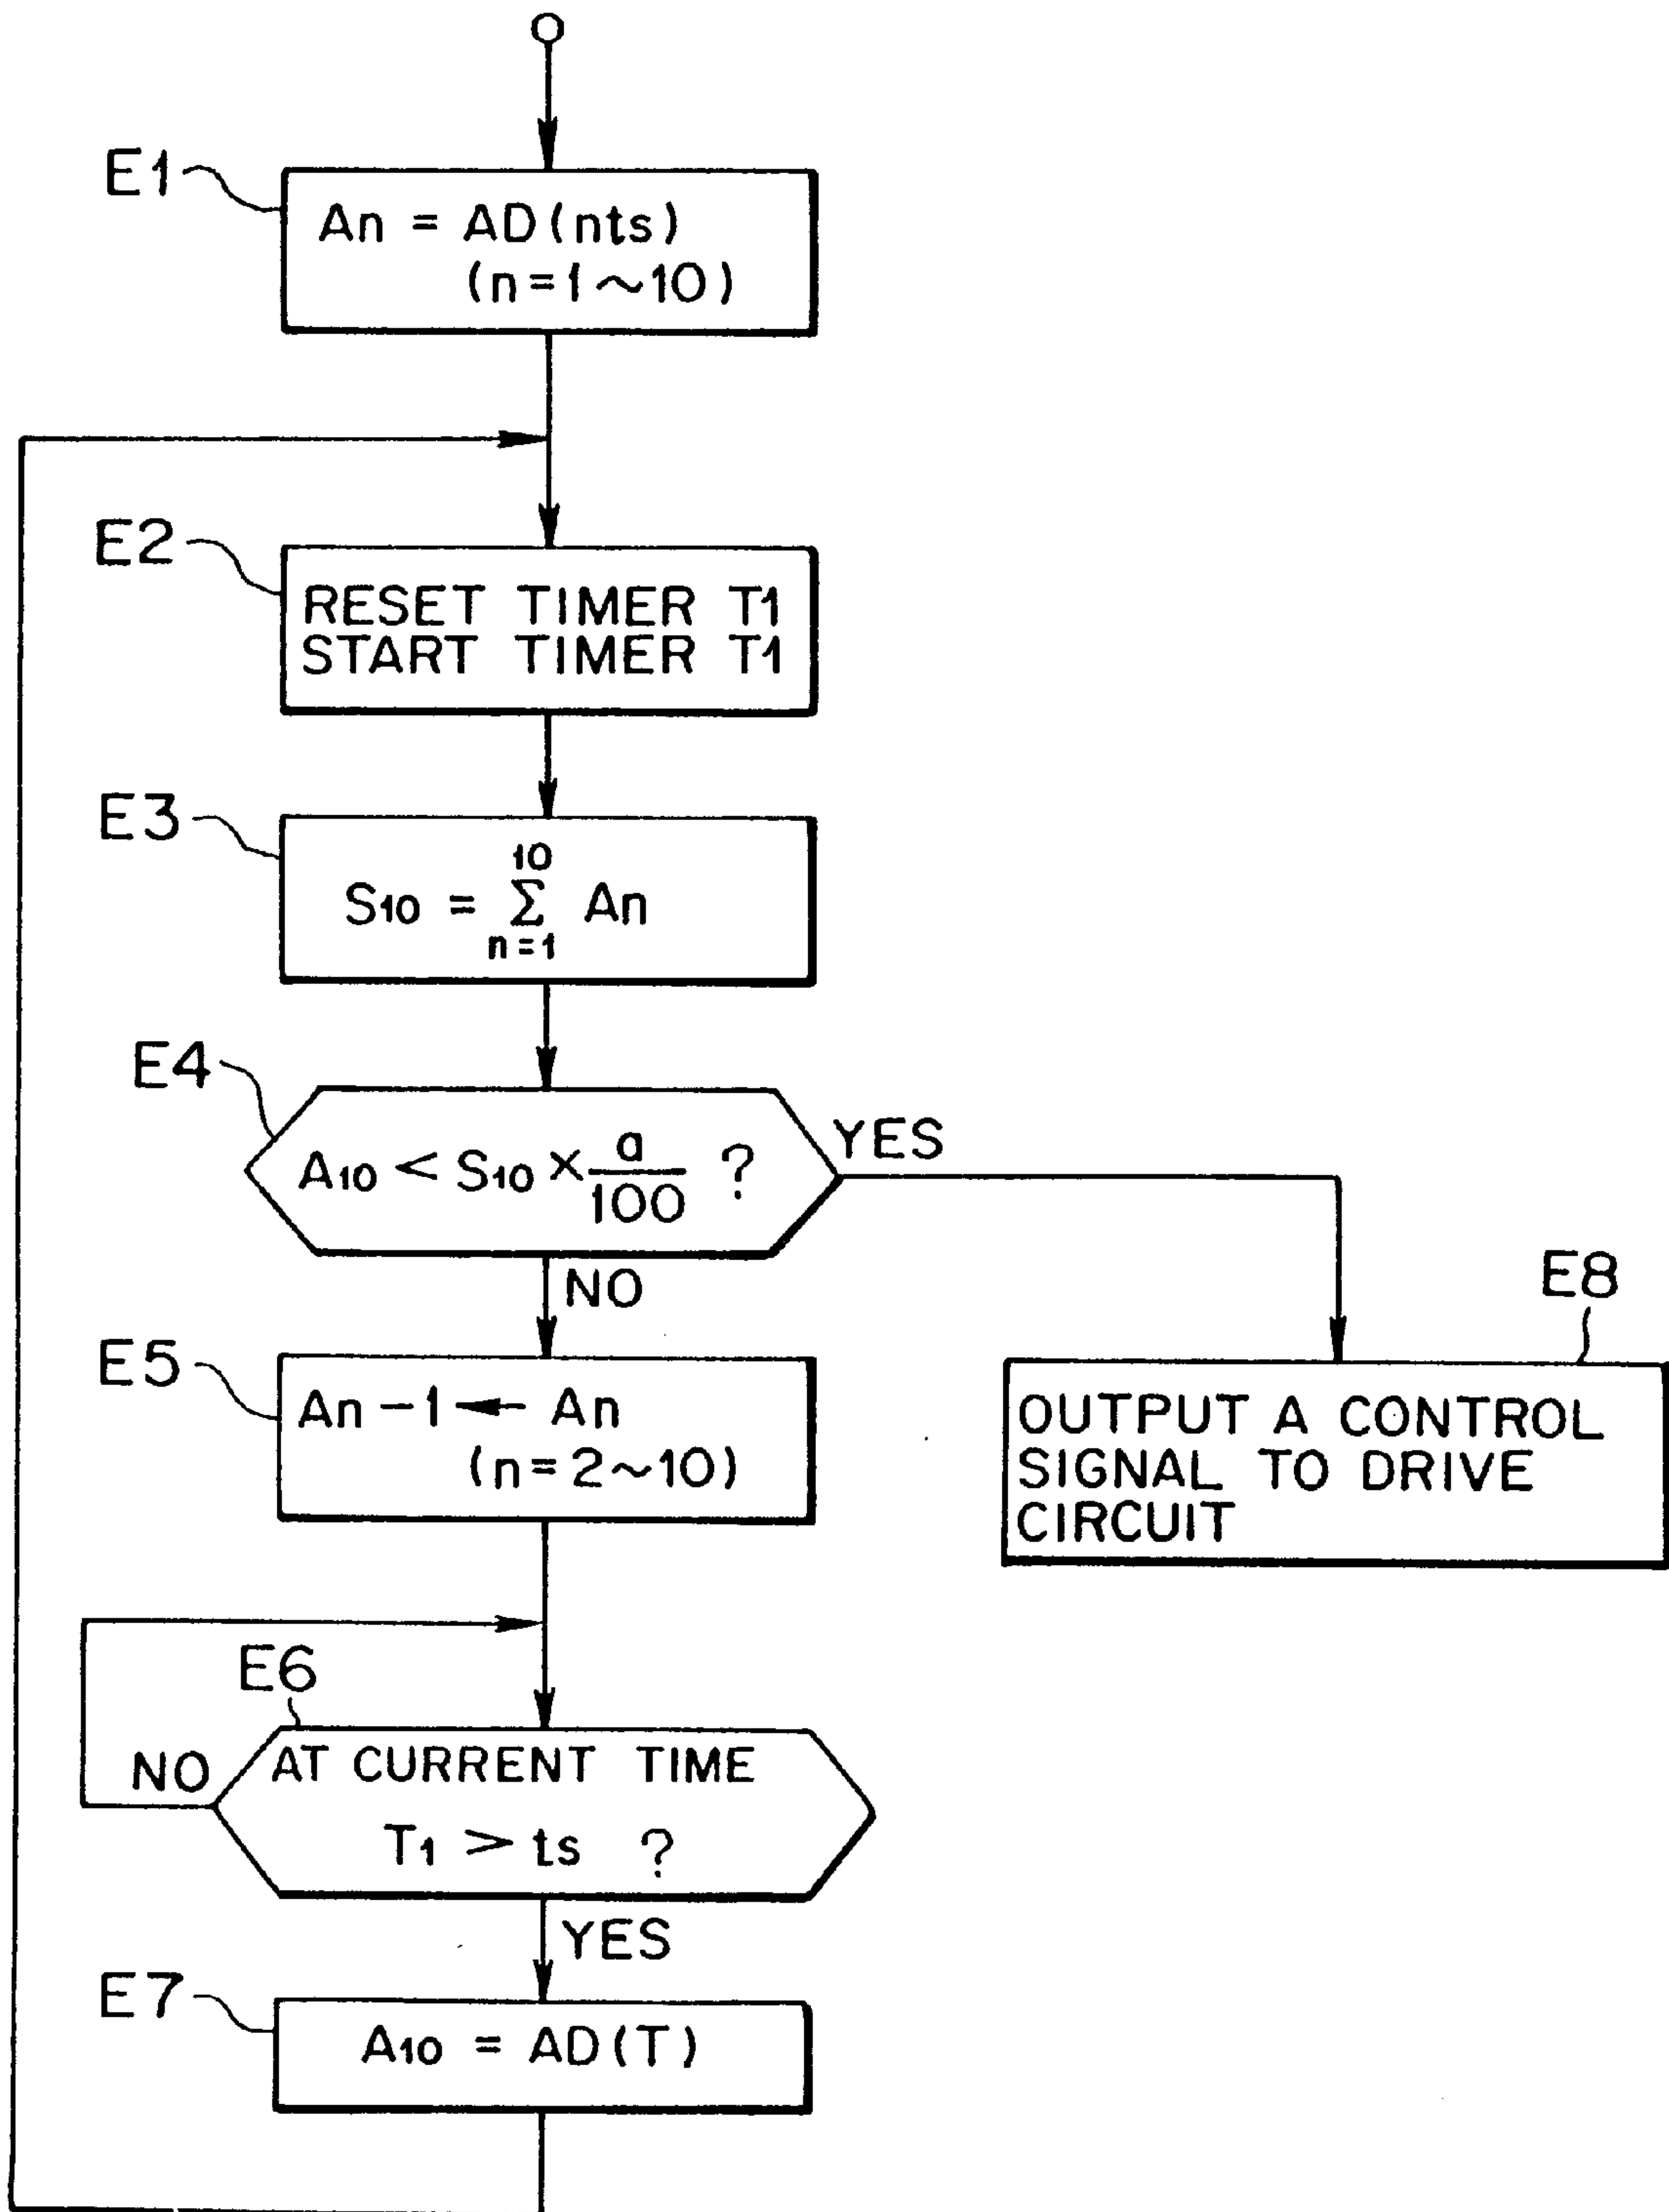 E1
An = AD(nts)
(n=1~10)
E2
RESET TIMER T1
START TIMER T1
E3
S10 = 10 Σ n=1 An
E4
A10 < S10 × a/100 ?
YES
NO
E8
OUTPUT A CONTROL
SIGNAL TO DRIVE
CIRCUIT
E5
An-1 ← An
(n=2~10)
E6
NO
AT CURRENT TIME
T1 > ts ?
YES
E7
A10 = AD(T)